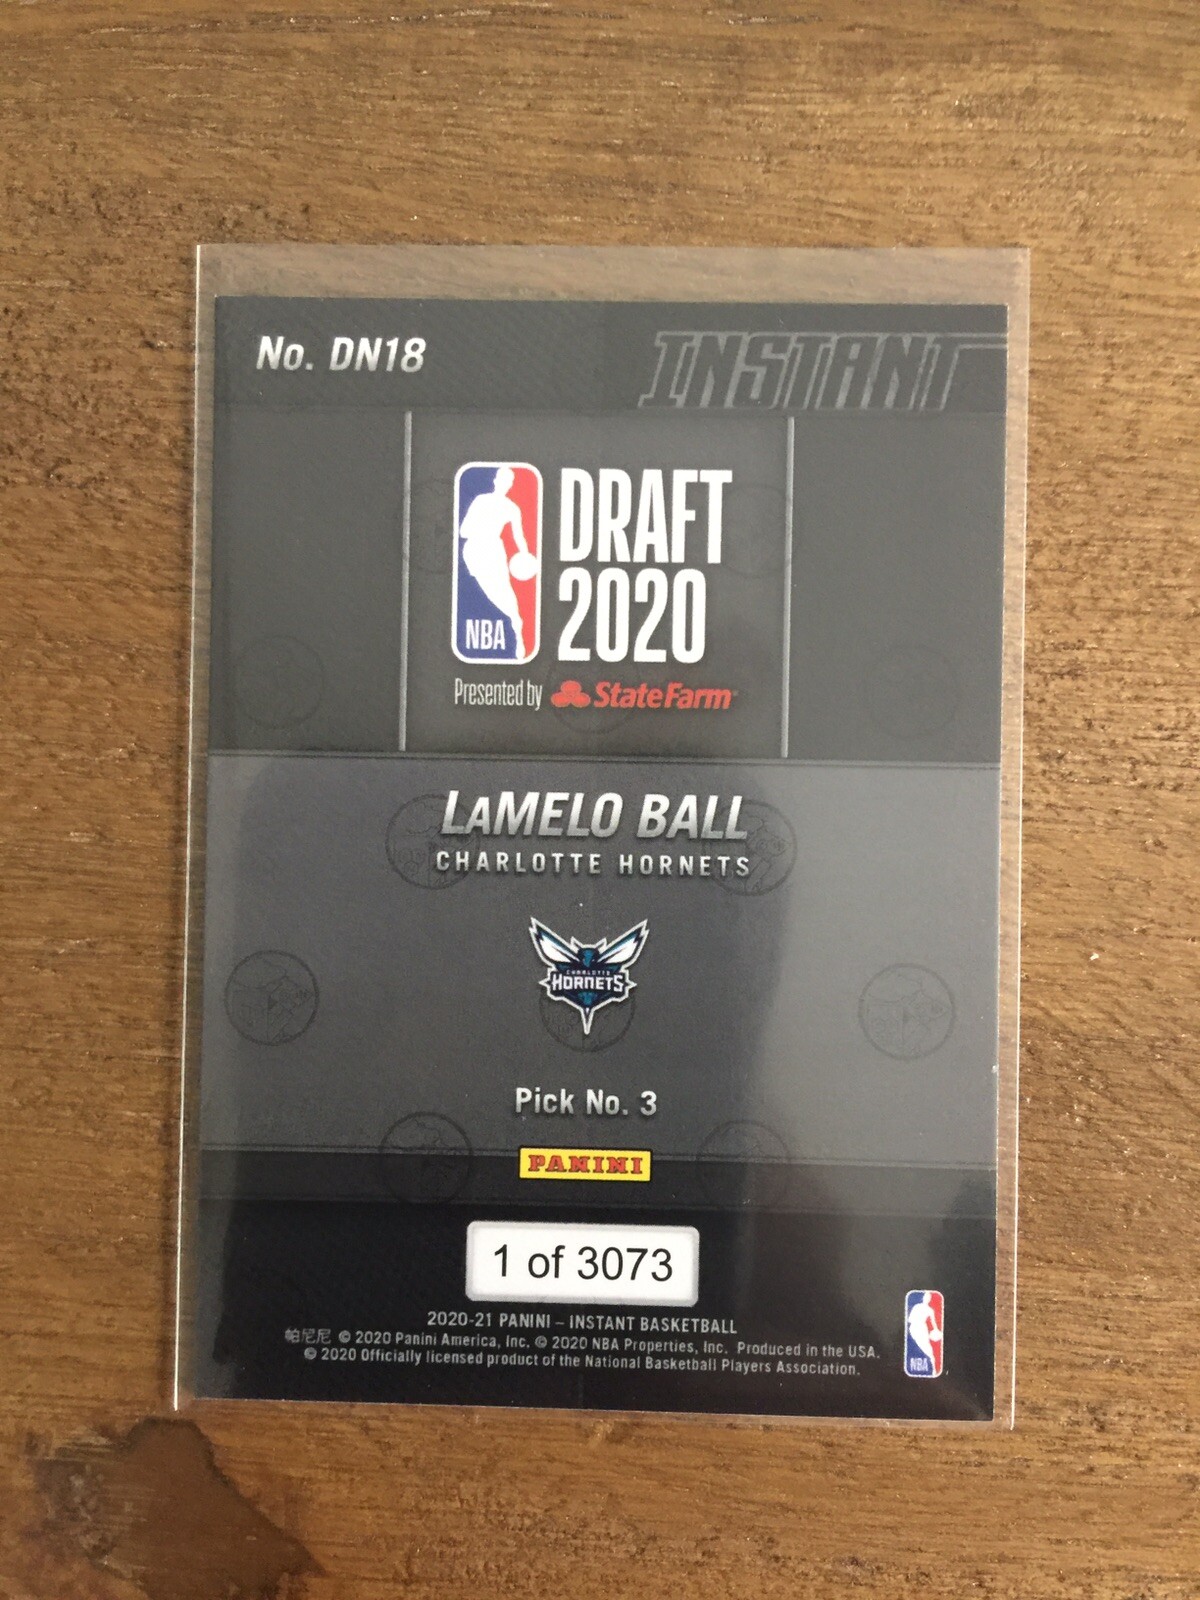 No. DN18
INSTANT
DRAFT
2020
NBA
Presented by StateFarm
LaMELO BALL
CHARLOTTE HORNETS
CHARLOTTE
HORNETS
Pick No. 3
PANINI
1 of 3073
2020-21 PANINI – INSTANT BASKETBALL
帕尼尼 © 2020 Panini America, Inc. © 2020 NBA Properties, Inc. Produced in the USA.
© 2020 Officially licensed product of the National Basketball Players Association.
NBA